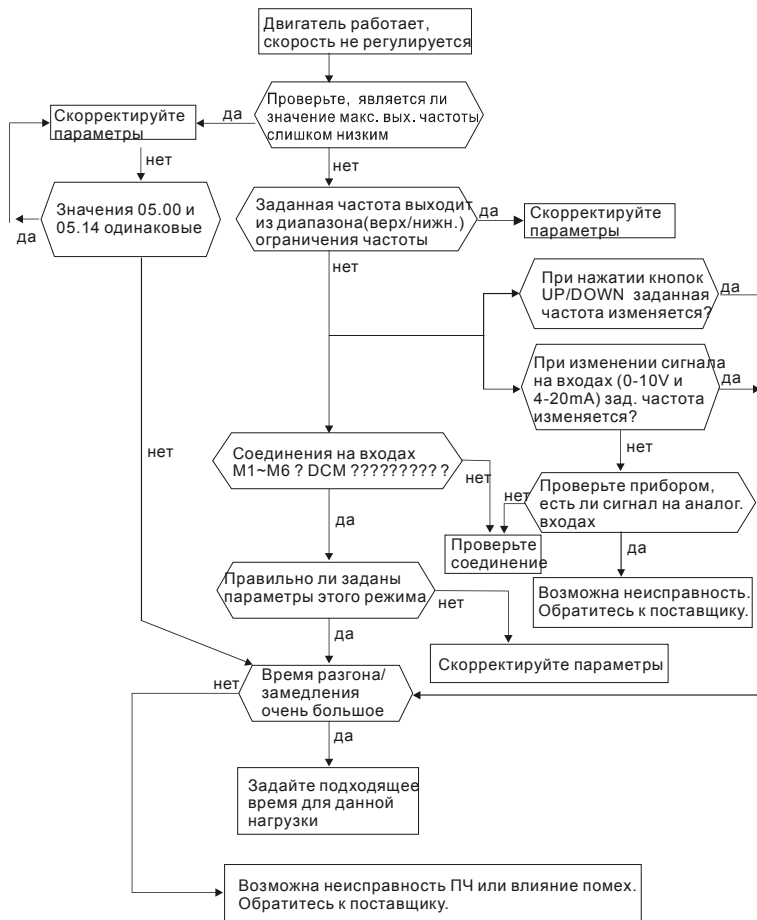 Двигатель работает,
скорость не регулируется
Проверьте, является ли
значение макс. вых. частоты
слишком низким
да
Скорректируйте
параметры
нет
нет
Значения 05.00 и
05.14 одинаковые
да
Заданная частота выходит
из диапазона(верх/нижн.)
ограничения частоты
да
Скорректируйте
параметры
нет
При нажатии кнопок
UP/DOWN заданная
частота изменяется?
да
При изменении сигнала
на входах (0-10V и
4-20mA) зад. частота
изменяется?
да
нет
нет
Соединения на входах
M1~M6 ? DCM ????????? ?
нет
Проверьте прибором,
есть ли сигнал на аналог.
входах
нет
да
Проверьте
соединение
да
Возможна неисправность.
Обратитесь к поставщику.
Правильно ли заданы
параметры этого режима
нет
да
Скорректируйте параметры
Время разгона/
замедления
очень большое
нет
да
Задайте подходящее
время для данной
нагрузки
Возможна неисправность ПЧ или влияние помех.
Обратитесь к поставщику.